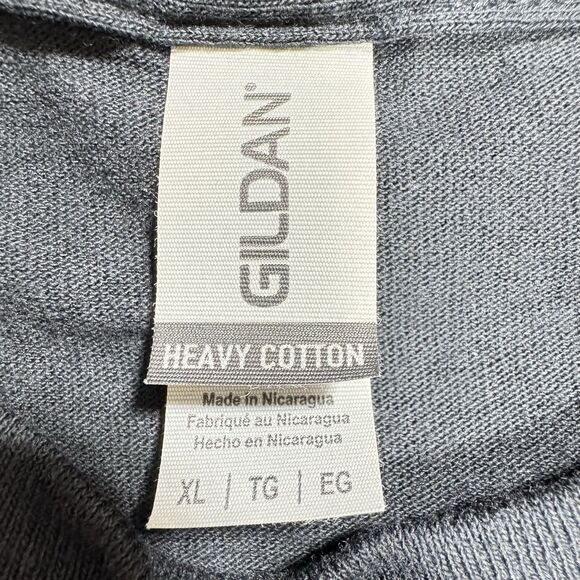 GILDAN®
HEAVY COTTON
Made in Nicaragua
Fabriqué au Nicaragua
Hecho en Nicaragua
XL | TG | EG